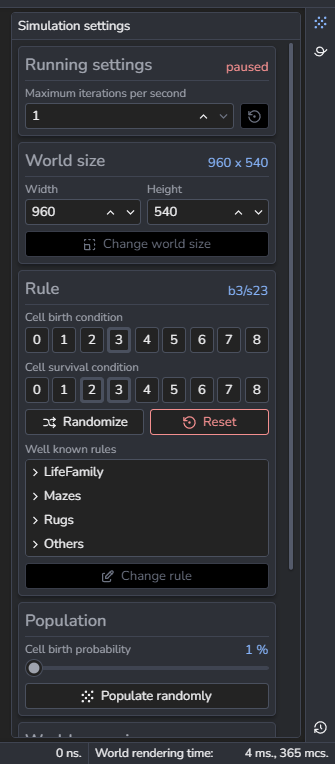 Simulation settings
Running settings paused
Maximum iterations per second
1
World size 960 x 540
Width Height
960 540
Change world size
Rule b3/s23
Cell birth condition
0 1 2 3 4 5 6 7 8
Cell survival condition
0 1 2 3 4 5 6 7 8
Randomize Reset
Well known rules
LifeFamily
Mazes
Rugs
Others
Change rule
Population
Cell birth probability 1 %
Populate randomly
0 ns. World rendering time: 4 ms., 365 mcs.